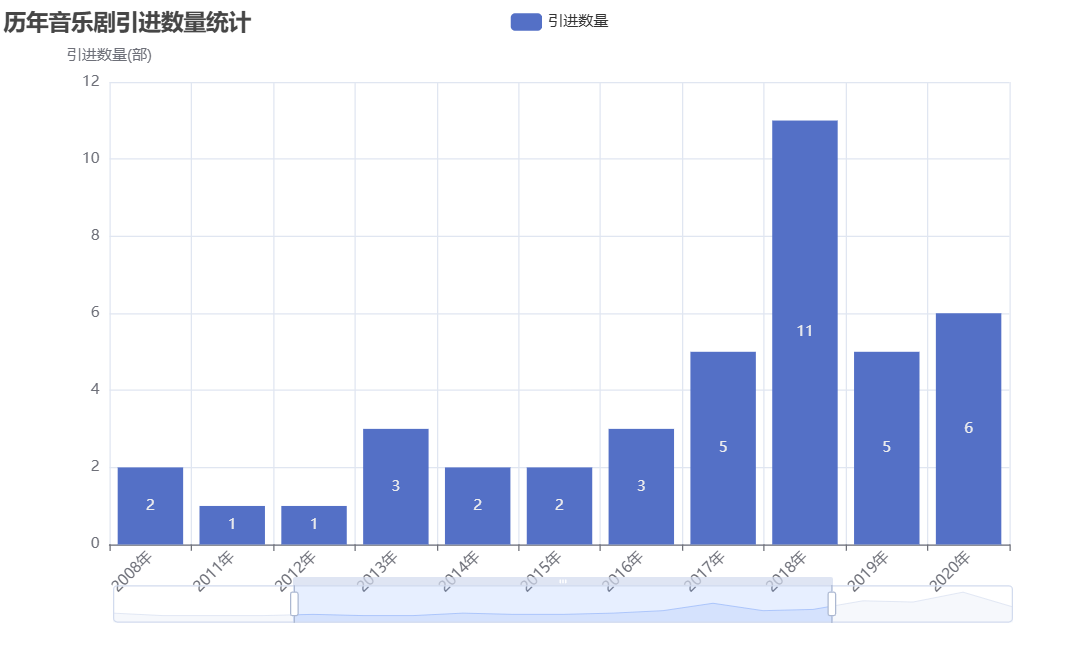 历年音乐剧引进数量统计
引进数量
引进数量(部)
12
10
8
6
4
2
0
2
1
1
3
2
2
3
5
11
5
6
2008年
2011年
2012年
2013年
2014年
2015年
2016年
2017年
2018年
2019年
2020年